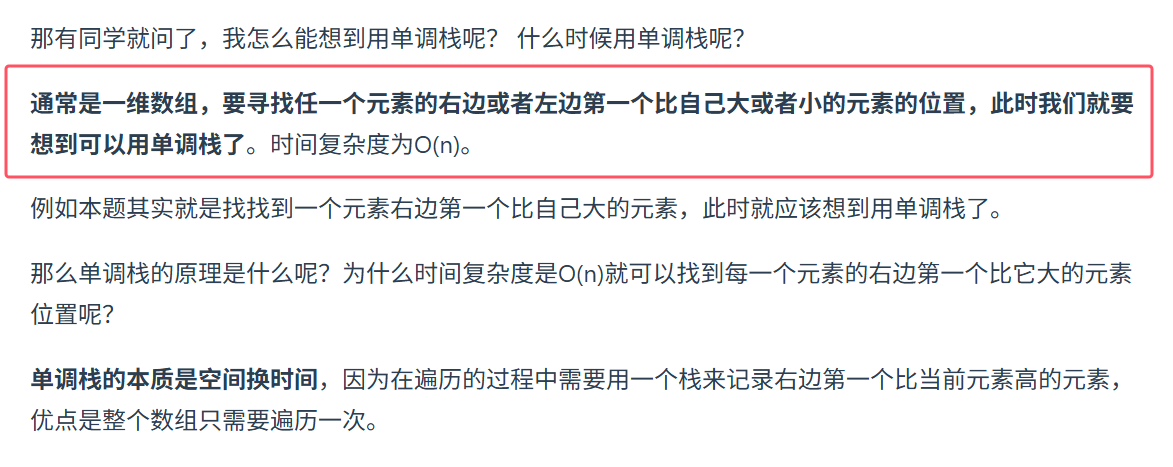 那有同学就问了，我怎么能想到用单调栈呢？ 什么时候用单调栈呢？
通常是一维数组，要寻找任一个元素的右边或者左边第一个比自己大或者小的元素的位置，此时我们就要
想到可以用单调栈了。时间复杂度为O(n)。
例如本题其实就是找找到一个元素右边第一个比自己大的元素，此时就应该想到用单调栈了。
那么单调栈的原理是什么呢？为什么时间复杂度是O(n)就可以找到每一个元素的右边第一个比它大的元素
位置呢？
单调栈的本质是空间换时间，因为在遍历的过程中需要用一个栈来记录右边第一个比当前元素高的元素，
优点是整个数组只需要遍历一次。